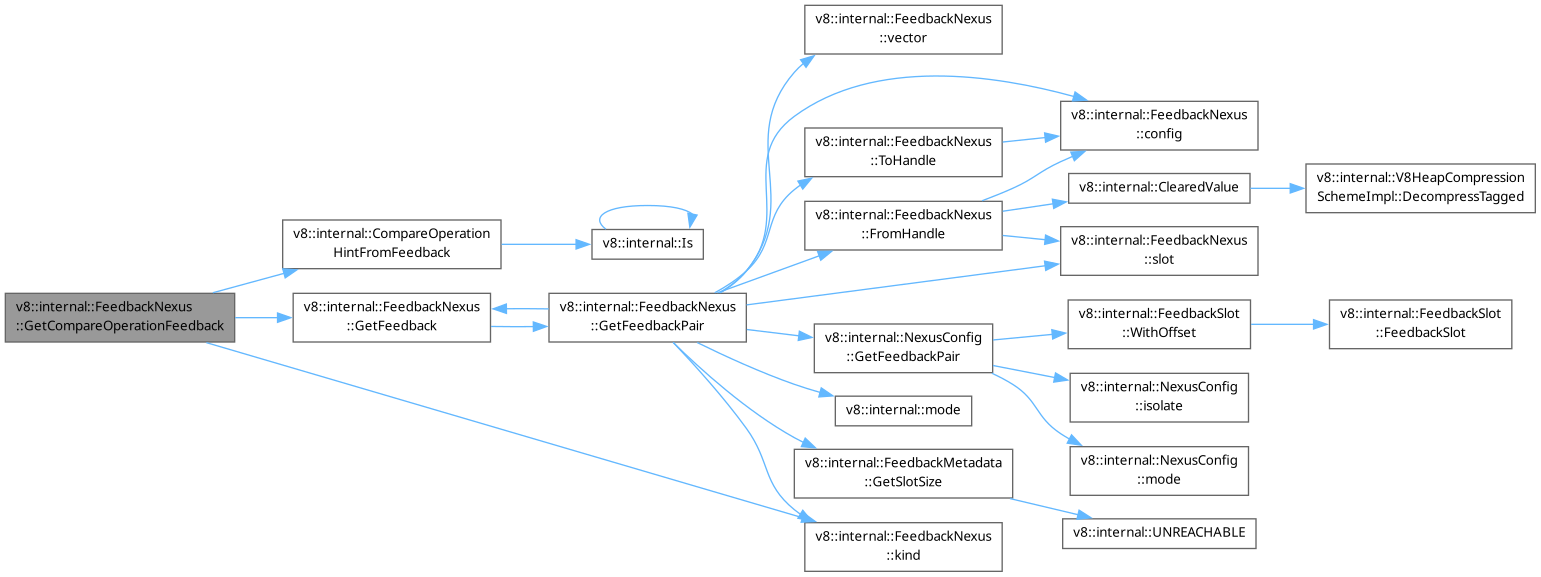 v8::internal::FeedbackNexus
::GetCompareOperationFeedback
v8::internal::CompareOperation
HintFromFeedback
v8::internal::FeedbackNexus
::GetFeedback
v8::internal::Is
v8::internal::FeedbackNexus
::GetFeedbackPair
v8::internal::FeedbackNexus
::vector
v8::internal::FeedbackNexus
::ToHandle
v8::internal::FeedbackNexus
::FromHandle
v8::internal::NexusConfig
::GetFeedbackPair
v8::internal::mode
v8::internal::FeedbackMetadata
::GetSlotSize
v8::internal::FeedbackNexus
::kind
v8::internal::FeedbackNexus
::config
v8::internal::ClearedValue
v8::internal::FeedbackNexus
::slot
v8::internal::FeedbackSlot
::WithOffset
v8::internal::NexusConfig
::isolate
v8::internal::NexusConfig
::mode
v8::internal::UNREACHABLE
v8::internal::V8HeapCompression
SchemeImpl::DecompressTagged
v8::internal::FeedbackSlot
::FeedbackSlot